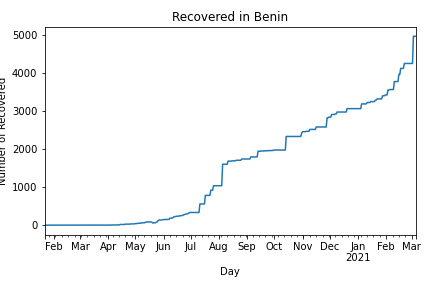 Recovered in Benin
Number of Recovered
5000
4000
3000
2000
1000
0
Feb Mar Apr May Jun Jul Aug Sep Oct Nov Dec Jan Feb Mar
2021
Day